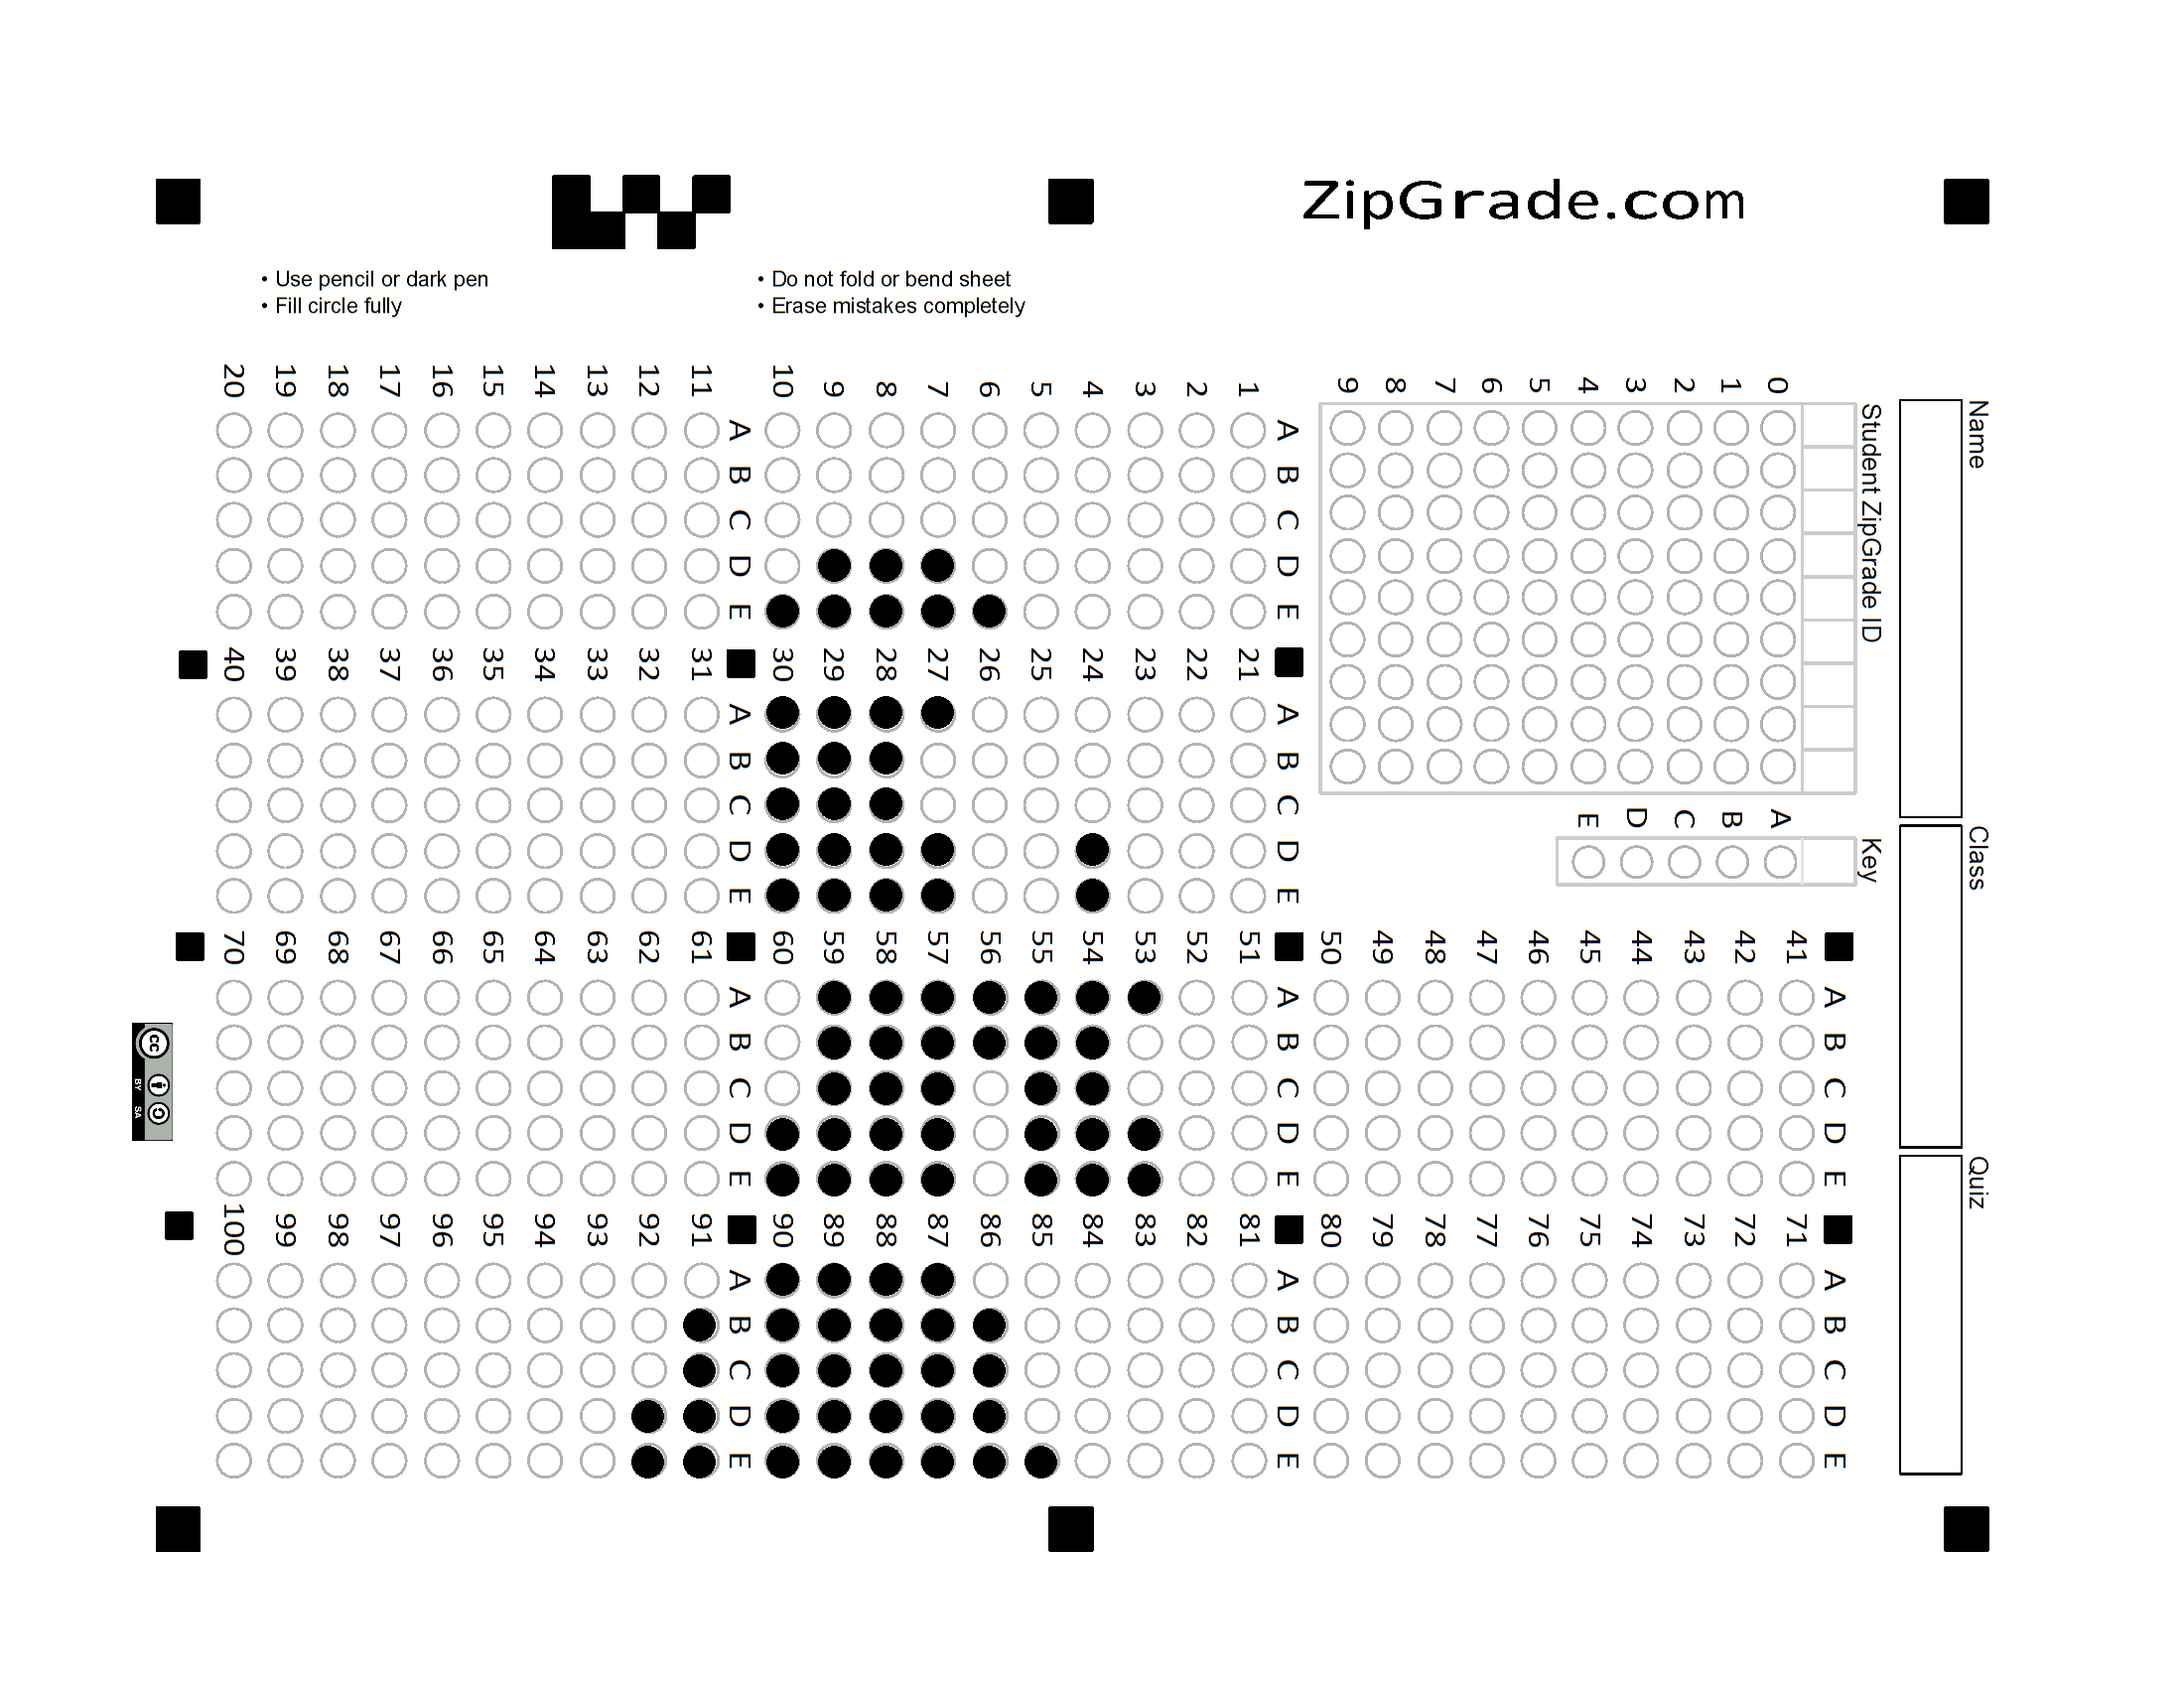 ZipGrade.com
• Use pencil or dark pen
• Fill circle fully
• Do not fold or bend sheet
• Erase mistakes completely
Name
Class
Quiz
Student ZipGrade ID
0 1 2 3 4 5 6 7 8 9
Key
A B C D E
1 2 3 4 5 6 7 8 9 10
A B C D E
11 12 13 14 15 16 17 18 19 20
A B C D E
21 22 23 24 25 26 27 28 29 30
A B C D E
31 32 33 34 35 36 37 38 39 40
A B C D E
41 42 43 44 45 46 47 48 49 50
A B C D E
51 52 53 54 55 56 57 58 59 60
A B C D E
61 62 63 64 65 66 67 68 69 70
A B C D E
71 72 73 74 75 76 77 78 79 80
A B C D E
81 82 83 84 85 86 87 88 89 90
A B C D E
91 92 93 94 95 96 97 98 99 100
A B C D E
cc
BY SA